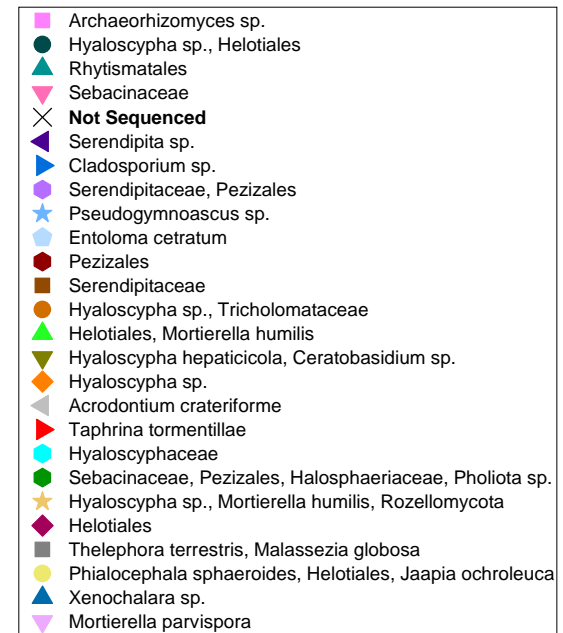 Archaeorhizomyces sp.
Hyaloscypha sp., Helotiales
Rhytismatales
Sebacinaceae
Not Sequenced
Serendipita sp.
Cladosporium sp.
Serendipitaceae, Pezizales
Pseudogymnoascus sp.
Entoloma cetratum
Pezizales
Serendipitaceae
Hyaloscypha sp., Tricholomataceae
Helotiales, Mortierella humilis
Hyaloscypha hepaticicola, Ceratobasidium sp.
Hyaloscypha sp.
Acrodontium crateriforme
Taphrina tormentillae
Hyaloscyphaceae
Sebacinaceae, Pezizales, Halosphaeriaceae, Pholiota sp.
Hyaloscypha sp., Mortierella humilis, Rozellomycota
Helotiales
Thelephora terrestris, Malassezia globosa
Phialocephala sphaeroides, Helotiales, Jaapia ochroleuca
Xenochalara sp.
Mortierella parvispora